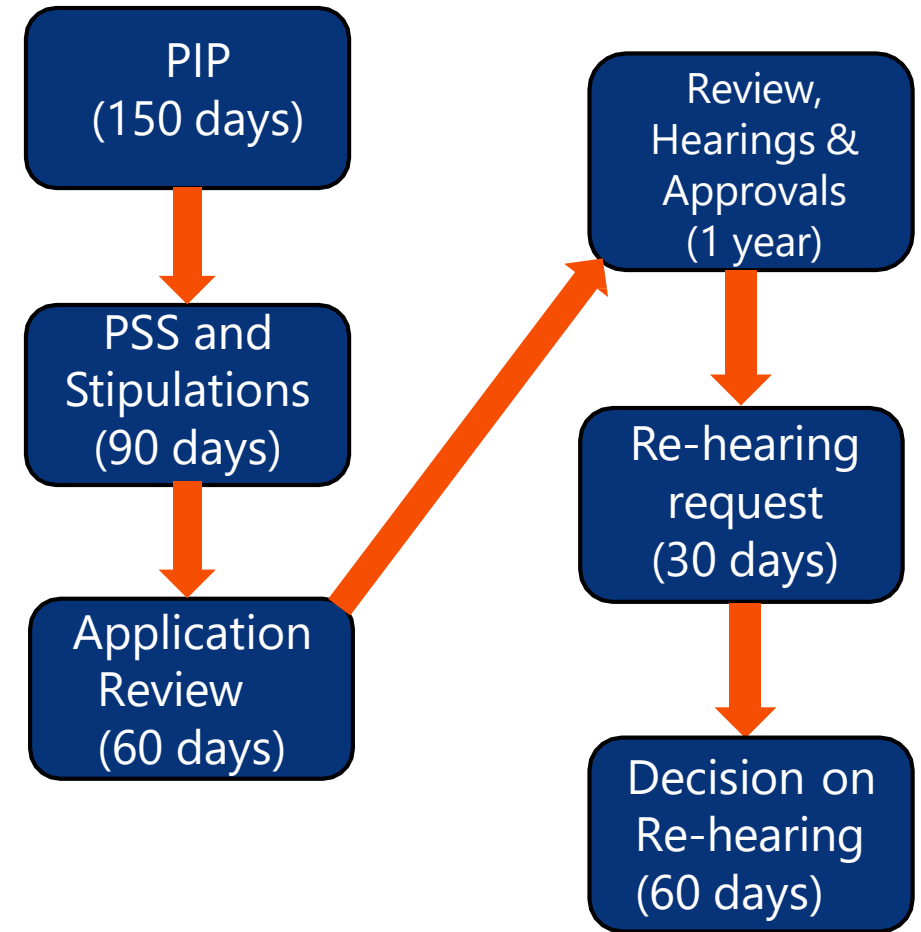 PIP
(150 days)
PSS and
Stipulations
(90 days)
Application
Review
(60 days)
Review,
Hearings &
Approvals
(1 year)
Re-hearing
request
(30 days)
Decision on
Re-hearing
(60 days)